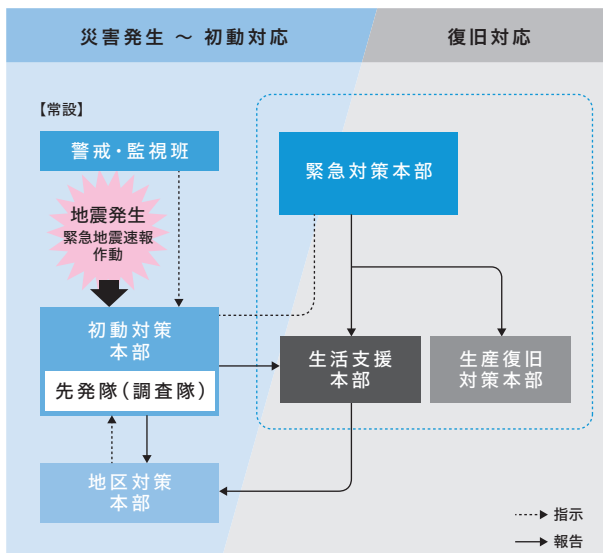 災害発生 ～ 初動対応
復旧対応
【常設】
警戒・監視班
緊急対策本部
地震発生
緊急地震速報
作動
初動対策
本部
先発隊（調査隊）
生活支援
本部
生産復旧
対策本部
地区対策
本部
指示
報告